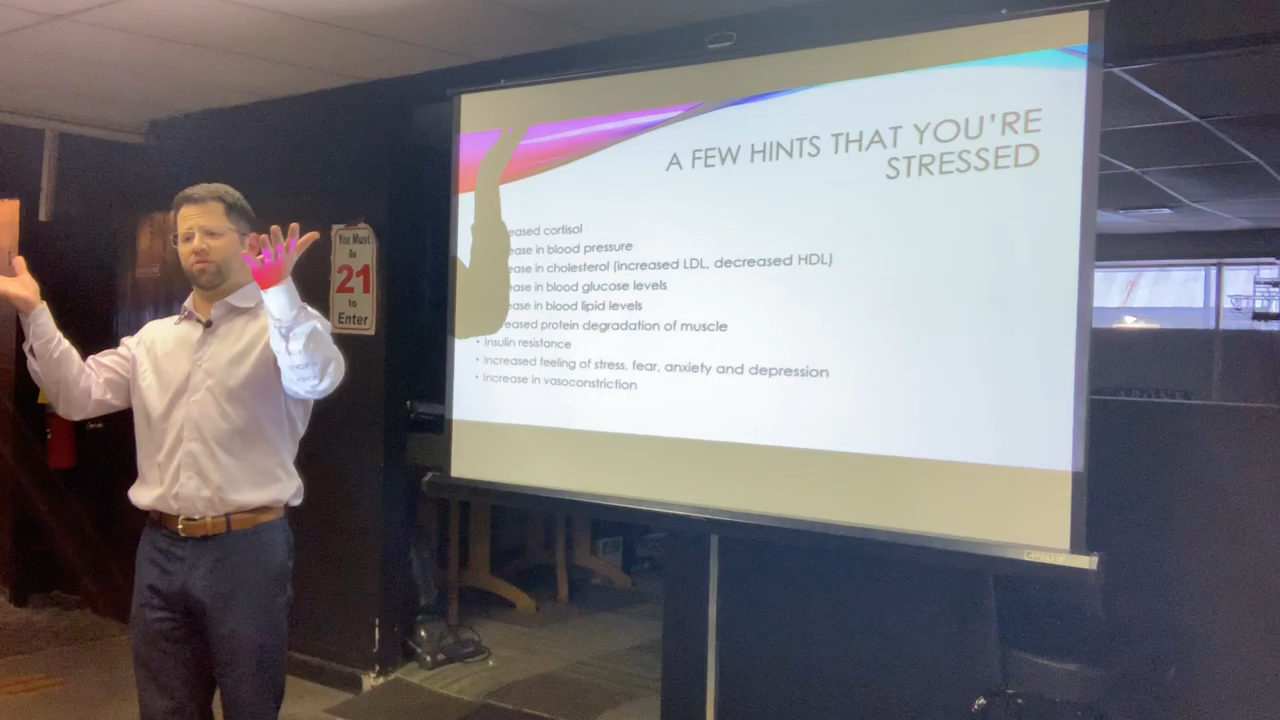 A FEW HINTS THAT YOU'RE
STRESSED
eased cortisol
ease in blood pressure
ease in cholesterol (increased LDL, decreased HDL)
ease in blood glucose levels
ease in blood lipid levels
eased protein degradation of muscle
• Insulin resistance
• Increased feeling of stress, fear, anxiety and depression
• Increase in vasoconstriction
You Must
Be
21
to
Enter